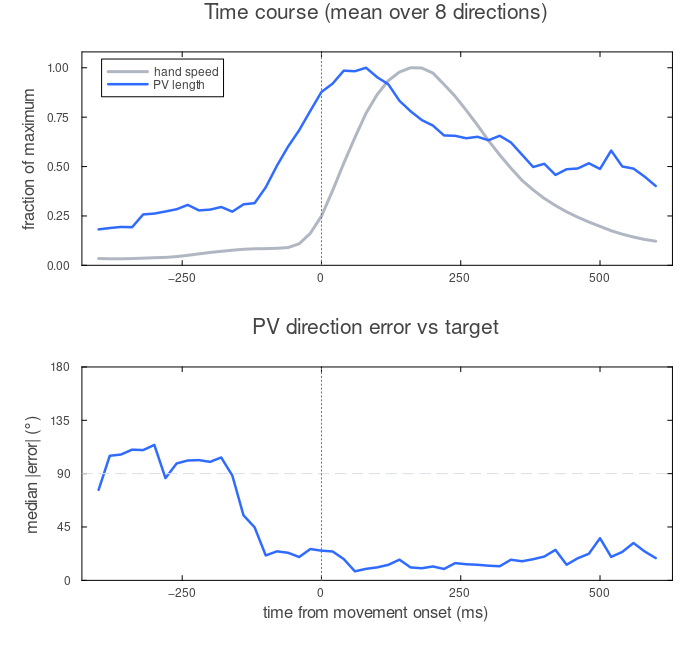 Time course (mean over 8 directions)
1.00
0.75
0.50
0.25
0.00
fraction of maximum
hand speed
PV length
−250
0
250
500
PV direction error vs target
180
135
90
45
0
median |error| (°)
−250
0
250
500
time from movement onset (ms)